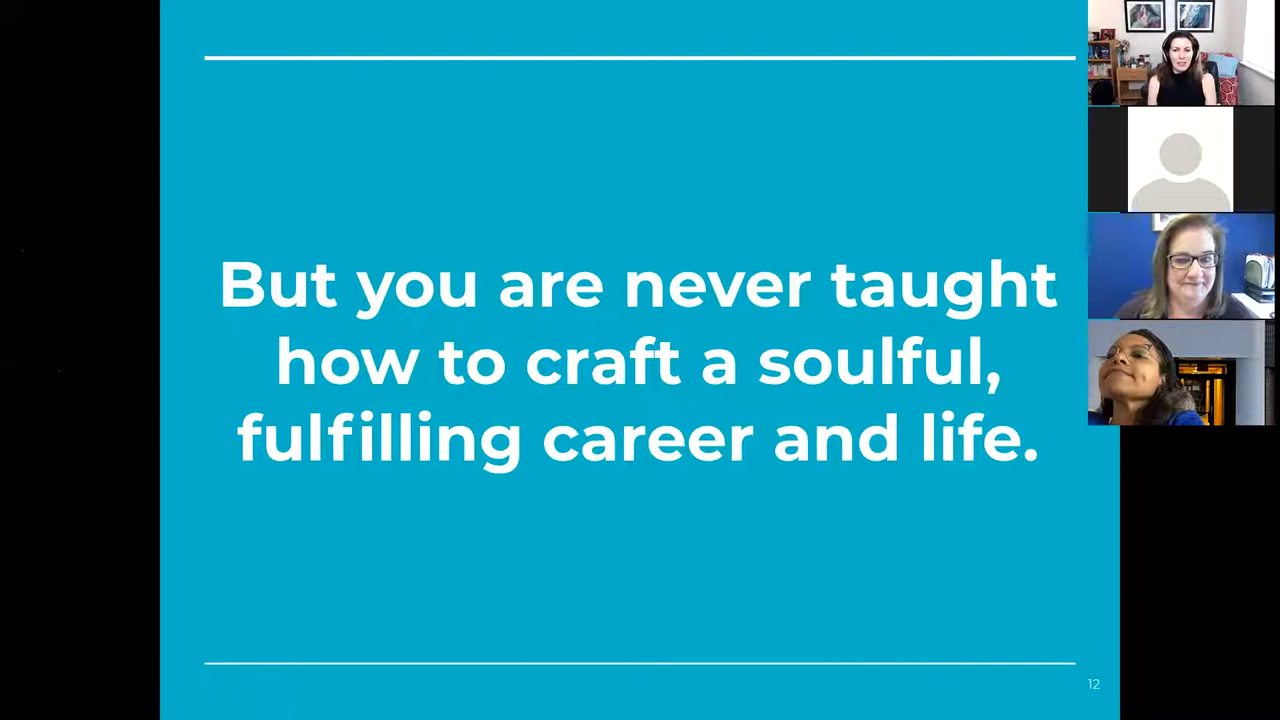 But you are never taught
how to craft a soulful,
fulfilling career and life.
12